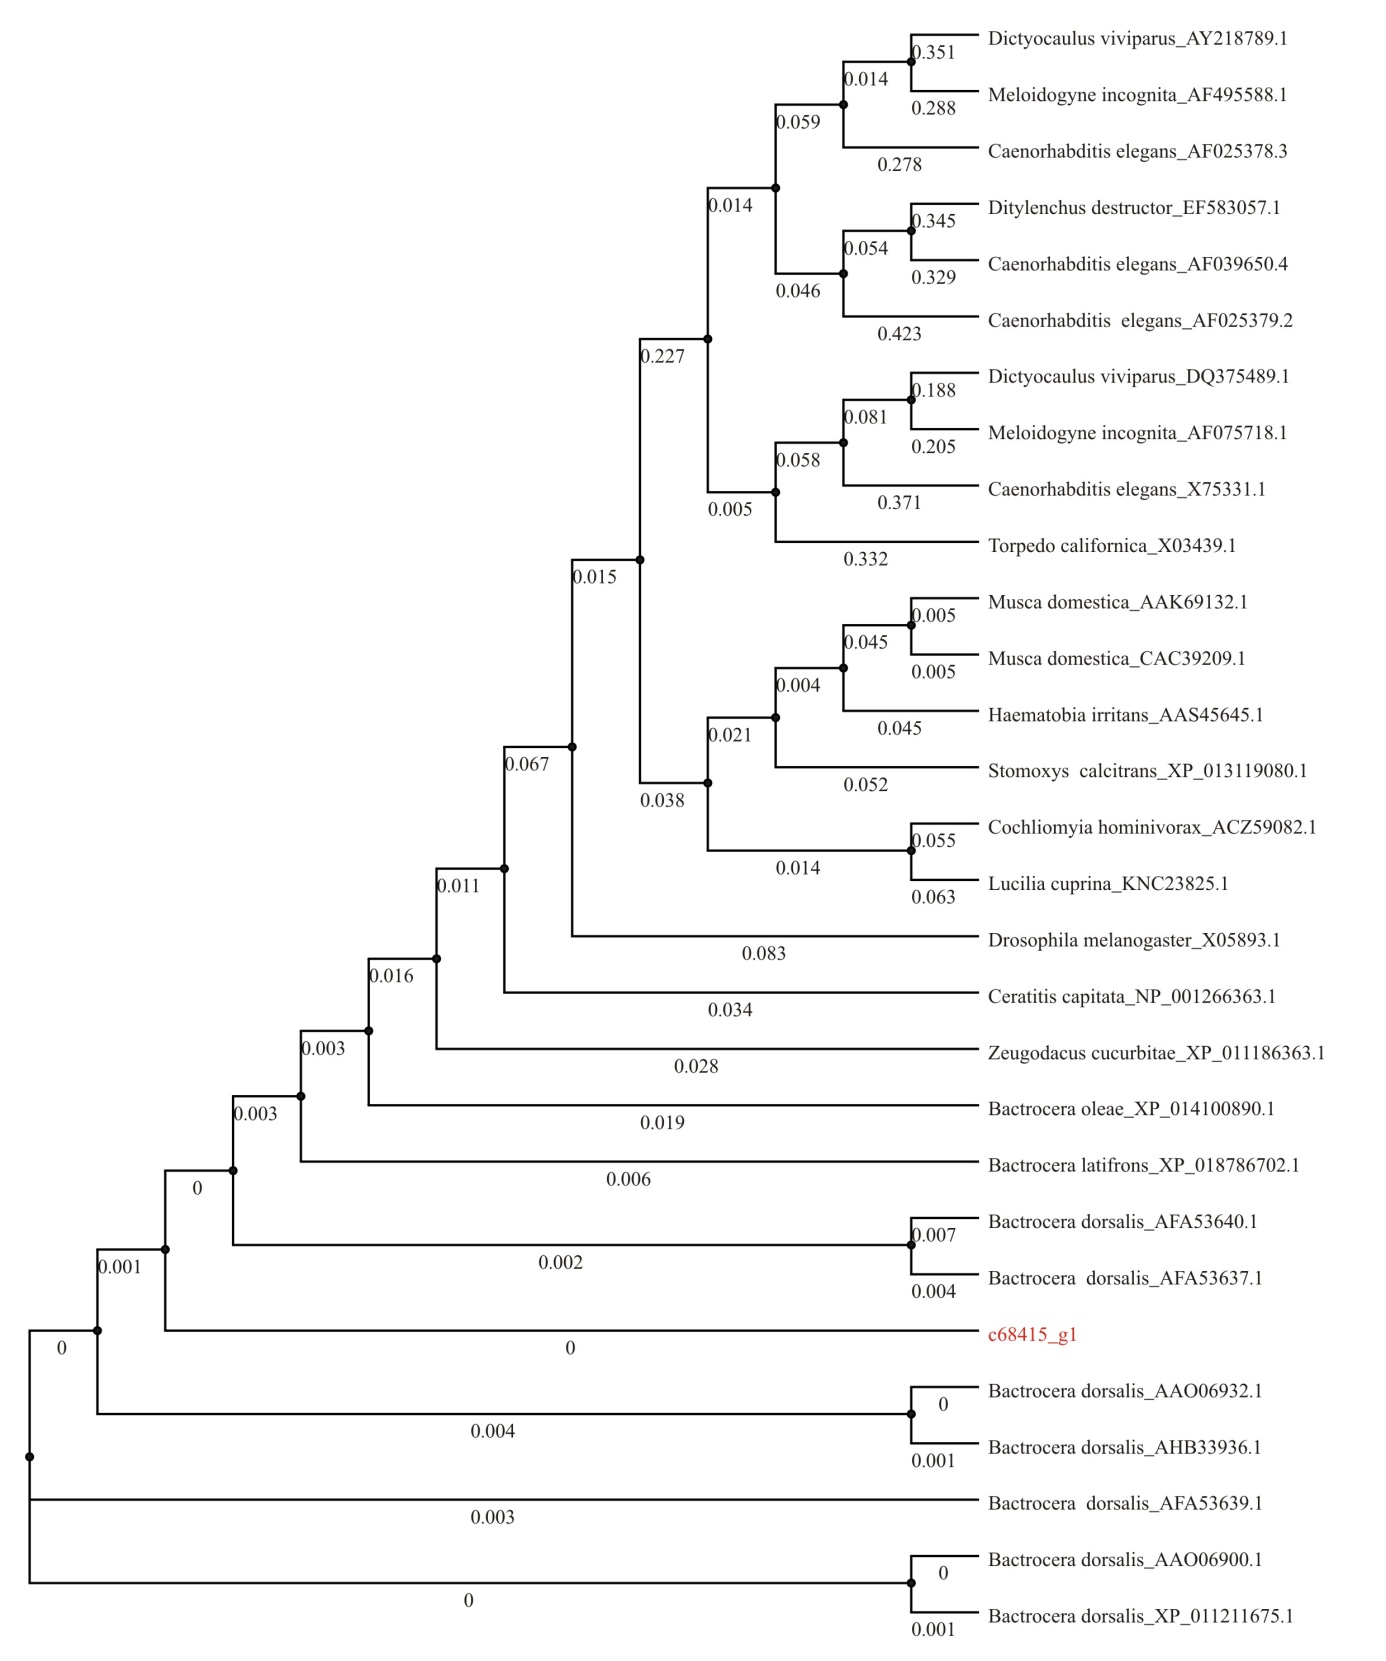 Dictyocaulus viviparus_AY218789.1
0.351
0.014
Meloidogyne incognita_AF495588.1
0.288
0.059
Caenorhabditis elegans_AF025378.3
0.278
0.014
Ditylenchus destructor_EF583057.1
0.345
0.054
Caenorhabditis elegans_AF039650.4
0.329
0.046
Caenorhabditis  elegans_AF025379.2
0.423
0.227
Dictyocaulus viviparus_DQ375489.1
0.188
0.081
Meloidogyne incognita_AF075718.1
0.205
0.058
Caenorhabditis elegans_X75331.1
0.371
0.005
Torpedo californica_X03439.1
0.332
0.015
Musca domestica_AAK69132.1
0.005
0.045
Musca domestica_CAC39209.1
0.005
0.004
Haematobia irritans_AAS45645.1
0.045
0.021
Stomoxys  calcitrans_XP_013119080.1
0.052
0.067
0.038
Cochliomyia hominivorax_ACZ59082.1
0.055
0.014
Lucilia cuprina_KNC23825.1
0.063
0.011
Drosophila melanogaster_X05893.1
0.083
0.016
Ceratitis capitata_NP_001266363.1
0.034
0.003
Zeugodacus cucurbitae_XP_011186363.1
0.028
0.003
Bactrocera oleae_XP_014100890.1
0.019
Bactrocera latifrons_XP_018786702.1
0.006
0
Bactrocera dorsalis_AFA53640.1
0.007
0.002
0.001
Bactrocera  dorsalis_AFA53637.1
0.004
c68415_g1
0
0
Bactrocera dorsalis_AAO06932.1
0
0.004
Bactrocera dorsalis_AHB33936.1
0.001
Bactrocera  dorsalis_AFA53639.1
0.003
Bactrocera dorsalis_AAO06900.1
0
0
Bactrocera dorsalis_XP_011211675.1
0.001